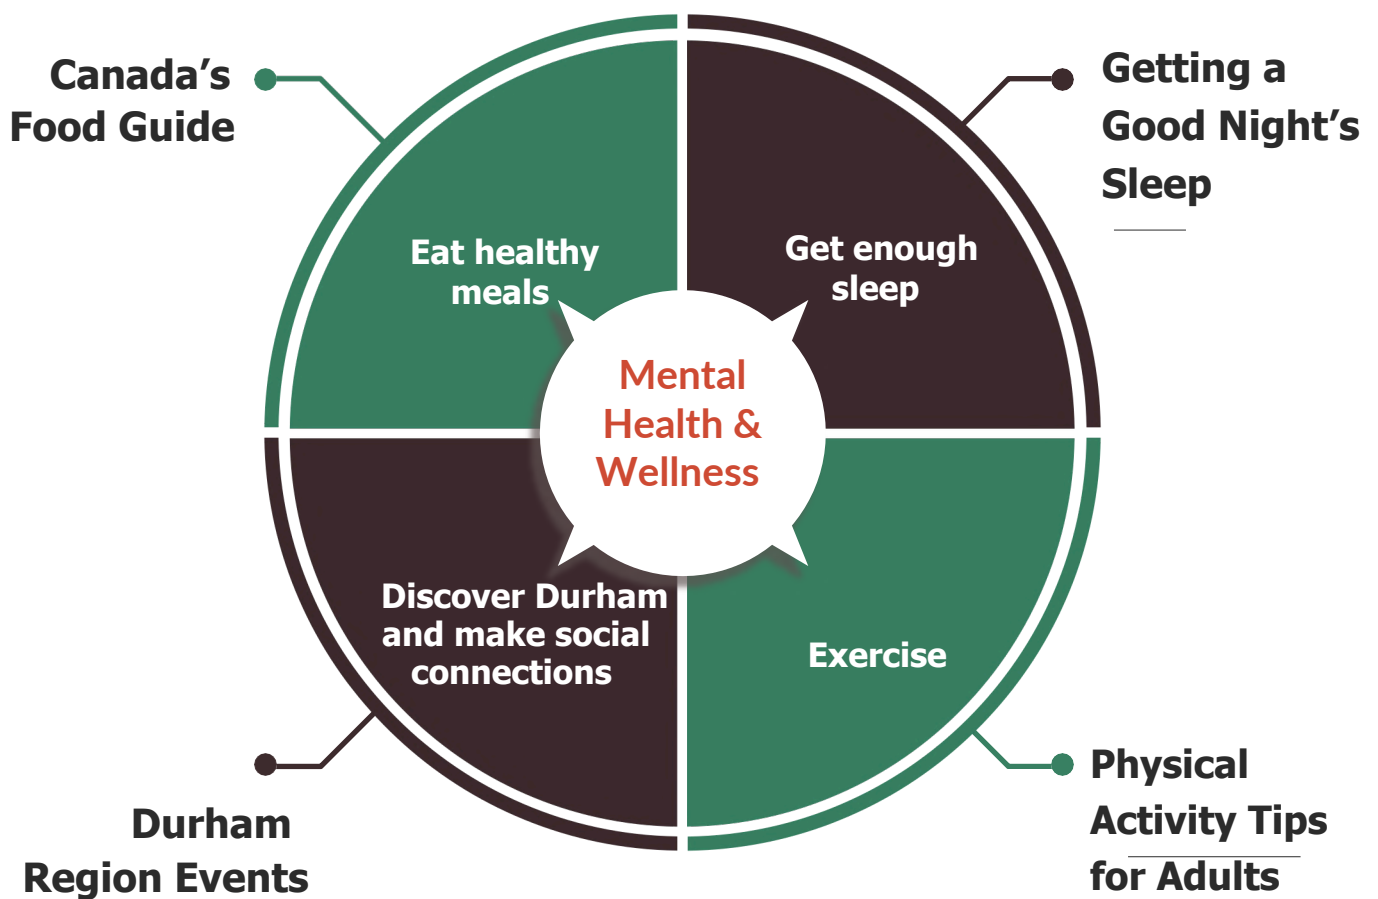 Canada’s
Food Guide
Getting a
Good Night’s
Sleep
Eat healthy
meals
Get enough
sleep
Mental
Health &
Wellness
Discover Durham
and make social
connections
Exercise
Durham
Region Events
Physical
Activity Tips
for Adults